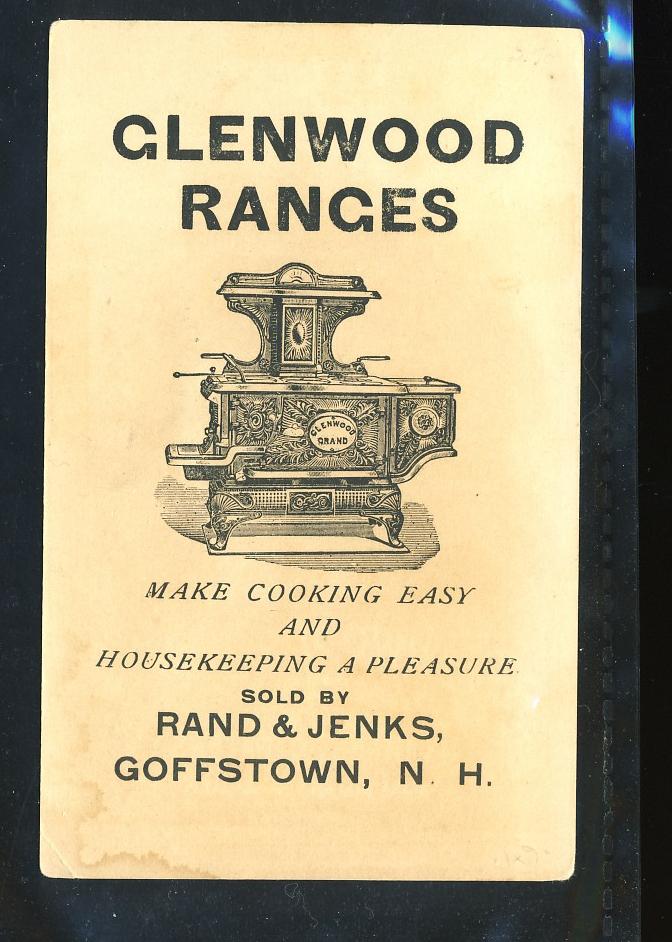 GLENWOOD
RANGES
GLENWOOD
GRAND
MAKE COOKING EASY
AND
HOUSEKEEPING A PLEASURE
SOLD BY
RAND & JENKS,
GOFFSTOWN, N. H.